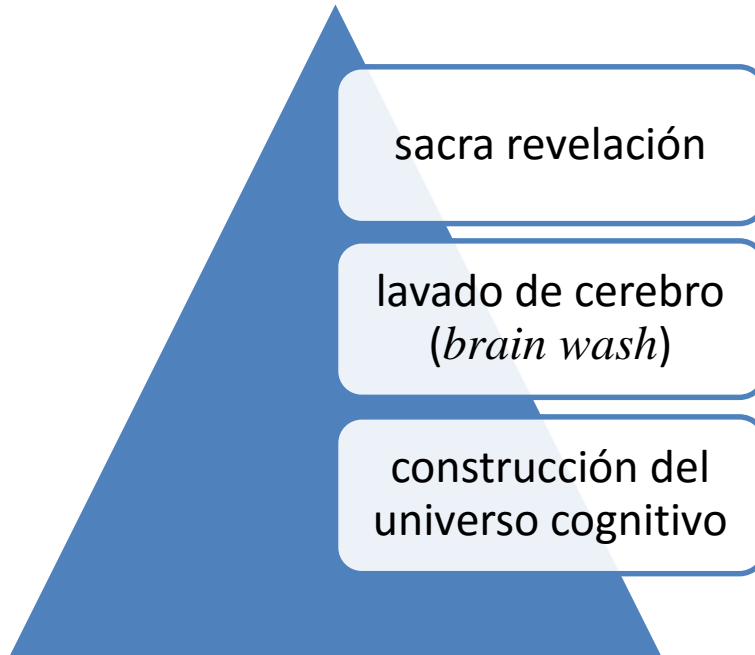 sacra revelación
lavado de cerebro
(brain wash)
construcción del
universo cognitivo